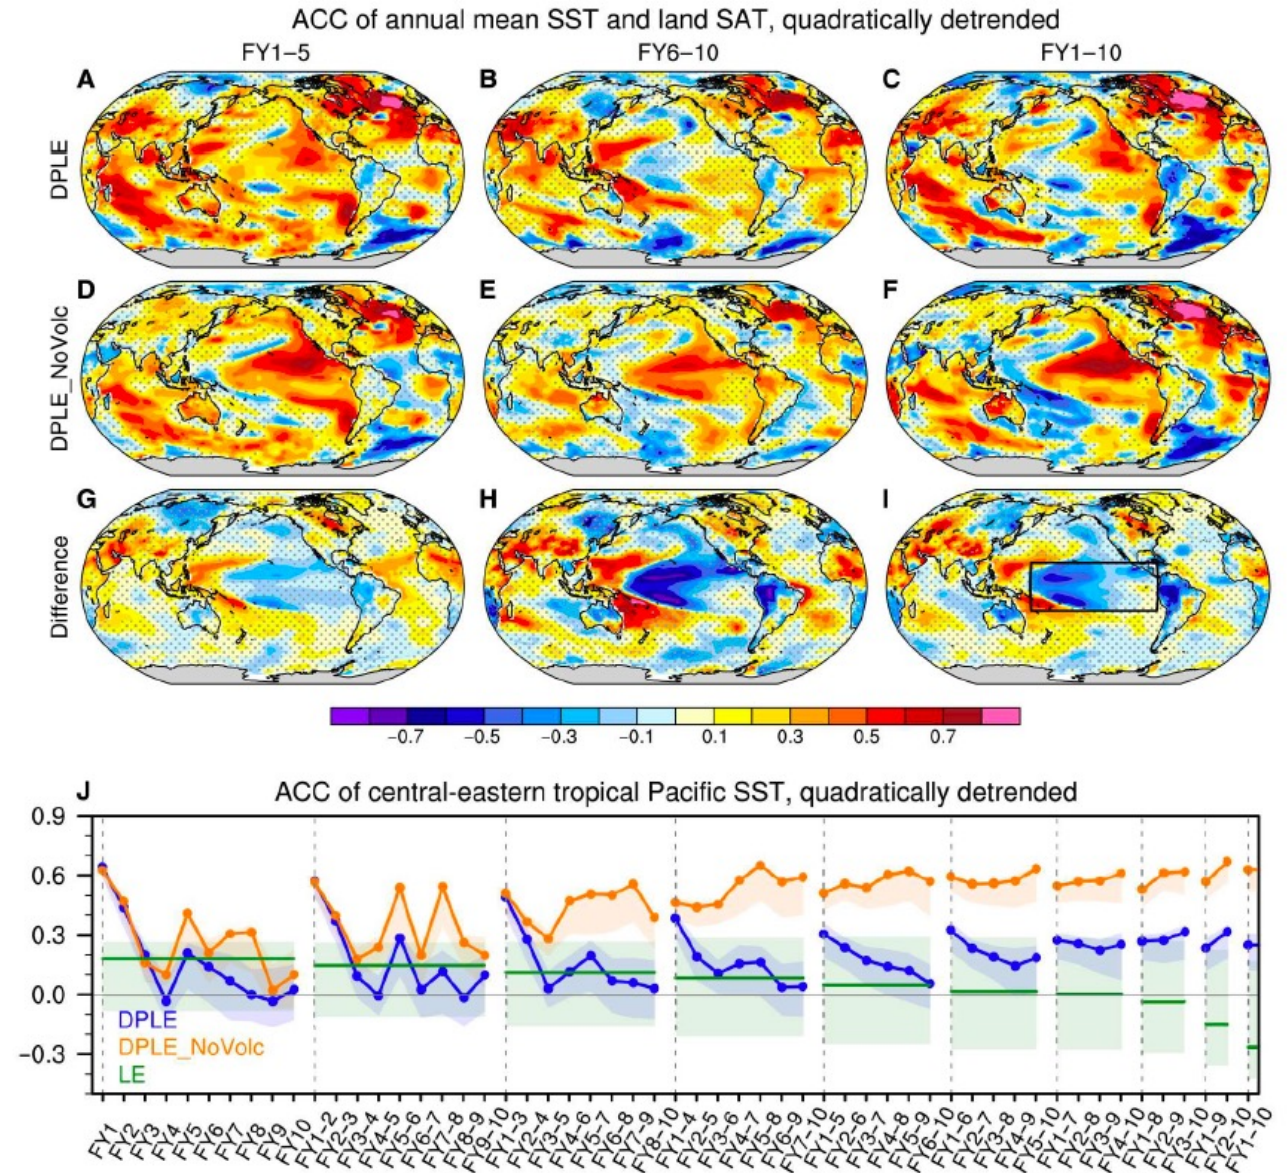 ACC of annual mean SST and land SAT, quadratically detrended
FY1–5
FY6–10
FY1–10
A
B
C
DPLE
D
E
F
DPLE_NoVolc
G
H
I
Difference
−0.7
−0.5
−0.3
−0.1
0.1
0.3
0.5
0.7
J
ACC of central-eastern tropical Pacific SST, quadratically detrended
0.9
0.6
0.3
0.0
−0.3
DPLE
DPLE_NoVolc
LE
FY1
FY2
FY3
FY4
FY5
FY6
FY7
FY8
FY9
FY10
FY1–2
FY2–3
FY3–4
FY4–5
FY5–6
FY6–7
FY7–8
FY8–9
FY9–10
FY1–3
FY2–4
FY3–5
FY4–6
FY5–7
FY6–8
FY7–9
FY8–10
FY1–4
FY2–5
FY3–6
FY4–7
FY5–8
FY6–9
FY7–10
FY1–5
FY2–6
FY3–7
FY4–8
FY5–9
FY6–10
FY1–6
FY2–7
FY3–8
FY4–9
FY5–10
FY1–7
FY2–8
FY3–9
FY4–10
FY1–8
FY2–9
FY3–10
FY1–9
FY2–10
FY1–10